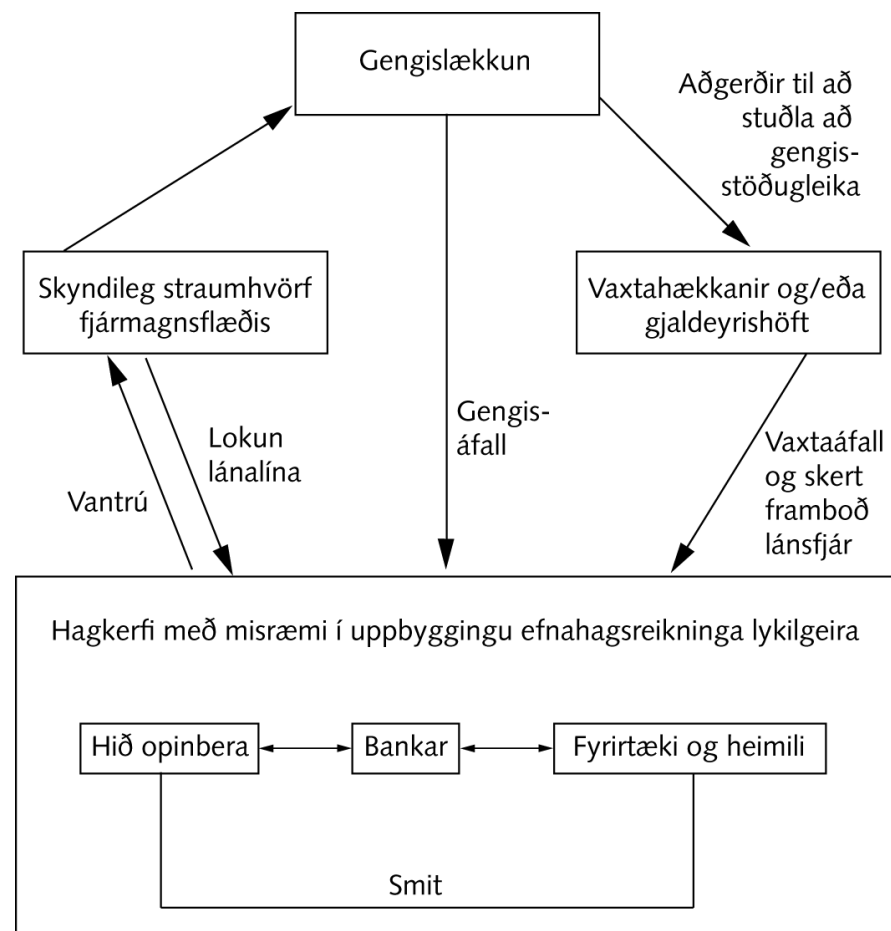 Gengislækkun
Aðgerðir til að
stuðla að
gengis-
stöðugleika
Skyndileg straumhvörf
fjármagnsflæðis
Vaxtahækkanir og/eða
gjaldeyrishöft
Gengis-
áfall
Lokun
lánalína
Vantrú
Vaxtaáfall
og skert
framboð
lánsfjár
Hagkerfi með misræmi í uppbyggingu efnahagsreikninga lykilgeira
Hið opinbera
Bankar
Fyrirtæki og heimili
Smit